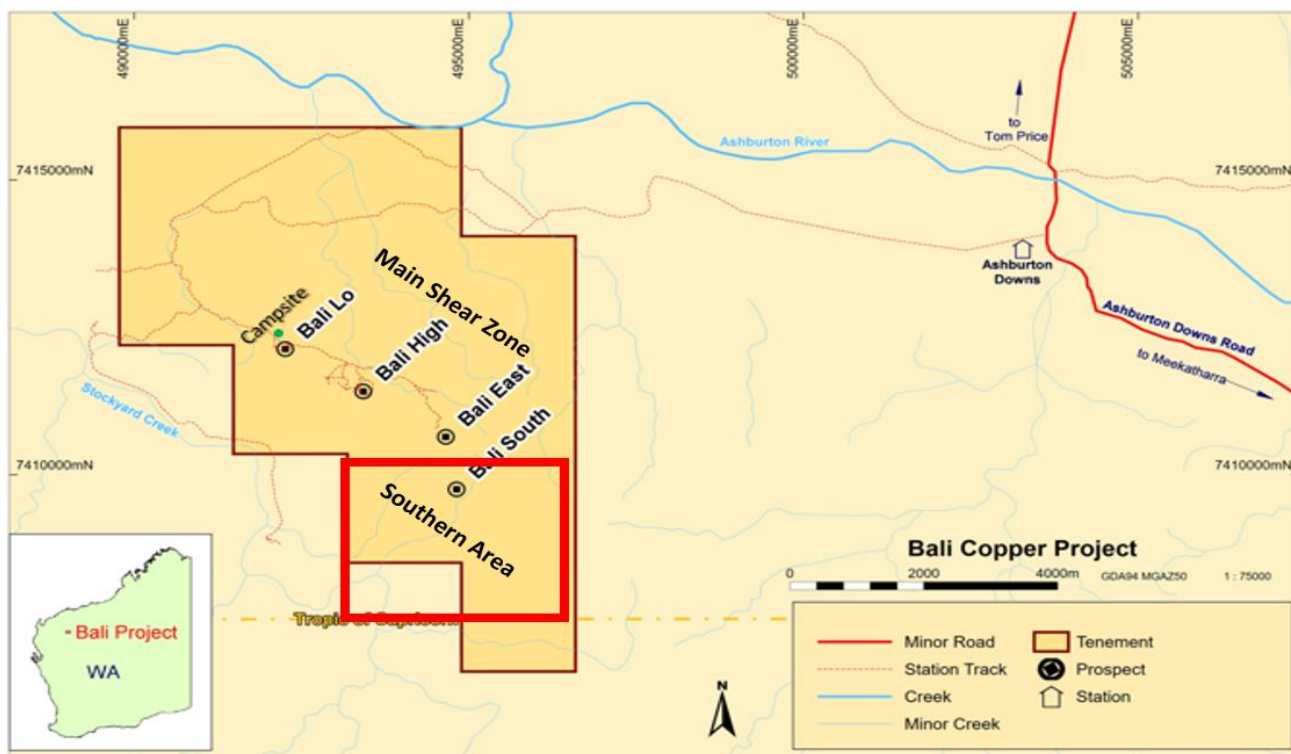 490000mE
495000mE
500000mE
505000mE
to
Tom Price
Ashburton River
7415000mN
7415000mN
Main Shear Zone
Ashburton
Downs
Campsite
Bali Lo
Bali High
Ashburton Downs Road
to Meekatharra
Bali East
Stockyard Creek
Bali South
7410000mN
7410000mN
Southern Area
Bali Copper Project
0 2000 4000m
GDA94 MGAZ50 1 : 75000
Tropic of Capricorn
Bali Project
WA
N
Minor Road
Station Track
Creek
Minor Creek
Tenement
Prospect
Station